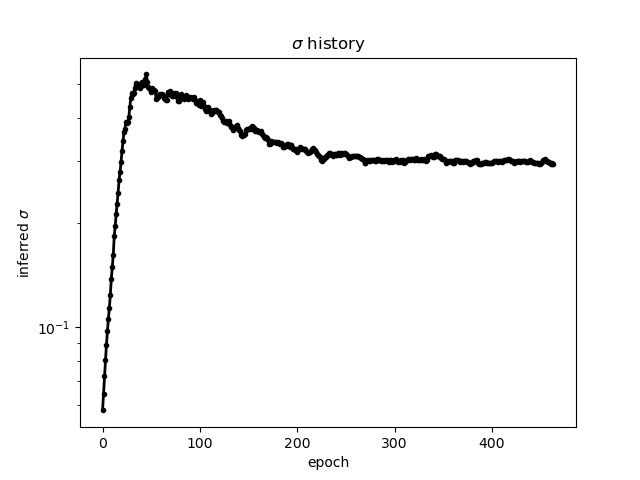 σ history
inferred σ
10⁻¹
0 100 200 300 400
epoch